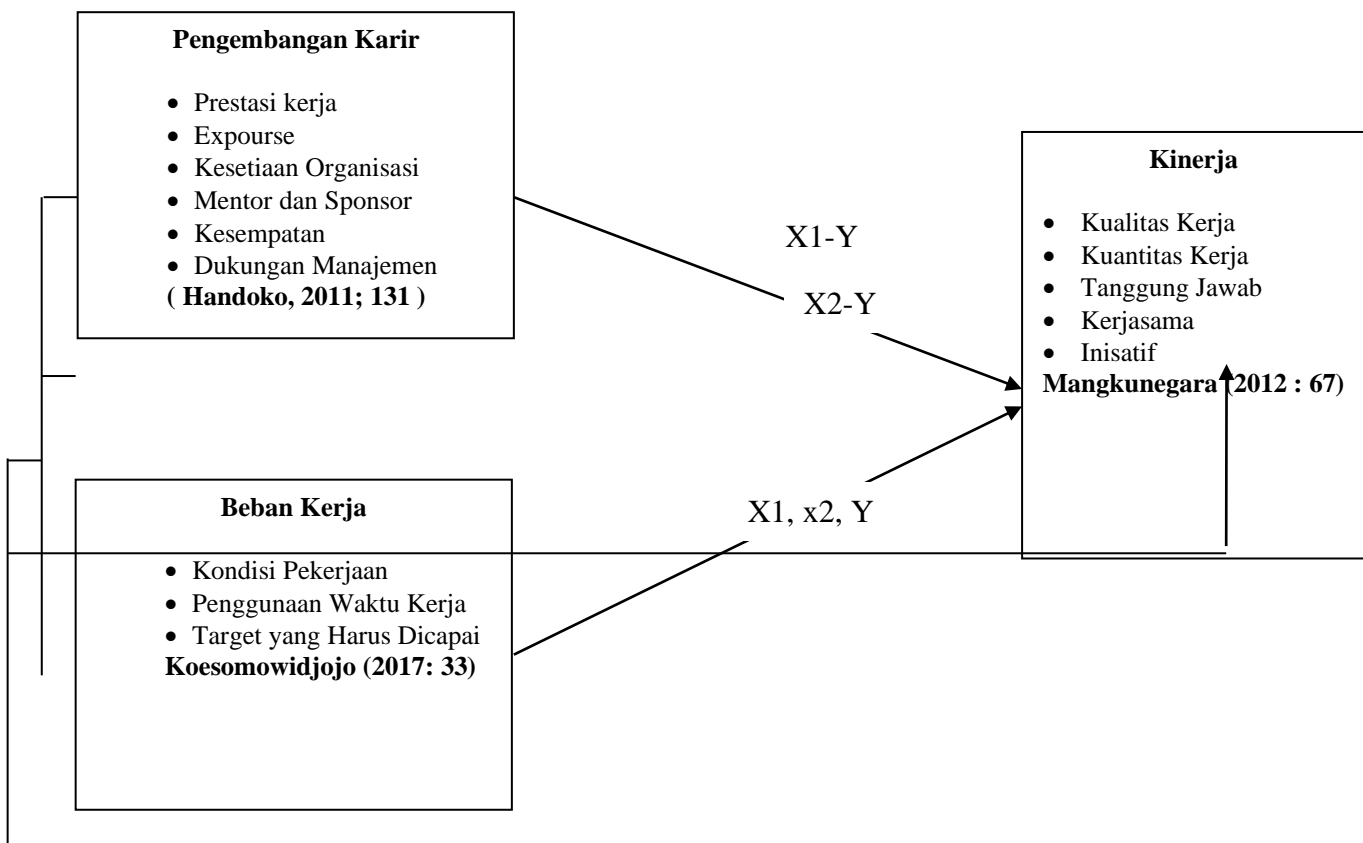 Pengembangan Karir
• Prestasi kerja
• Expourse
• Kesetiaan Organisasi
• Mentor dan Sponsor
• Kesempatan
• Dukungan Manajemen
( Handoko, 2011; 131 )
X1-Y
X2-Y
Kinerja
• Kualitas Kerja
• Kuantitas Kerja
• Tanggung Jawab
• Kerjasama
• Inisatif
Mangkunegara (2012 : 67)
Beban Kerja
• Kondisi Pekerjaan
• Penggunaan Waktu Kerja
• Target yang Harus Dicapai
Koesomowidjojo (2017: 33)
X1, x2, Y